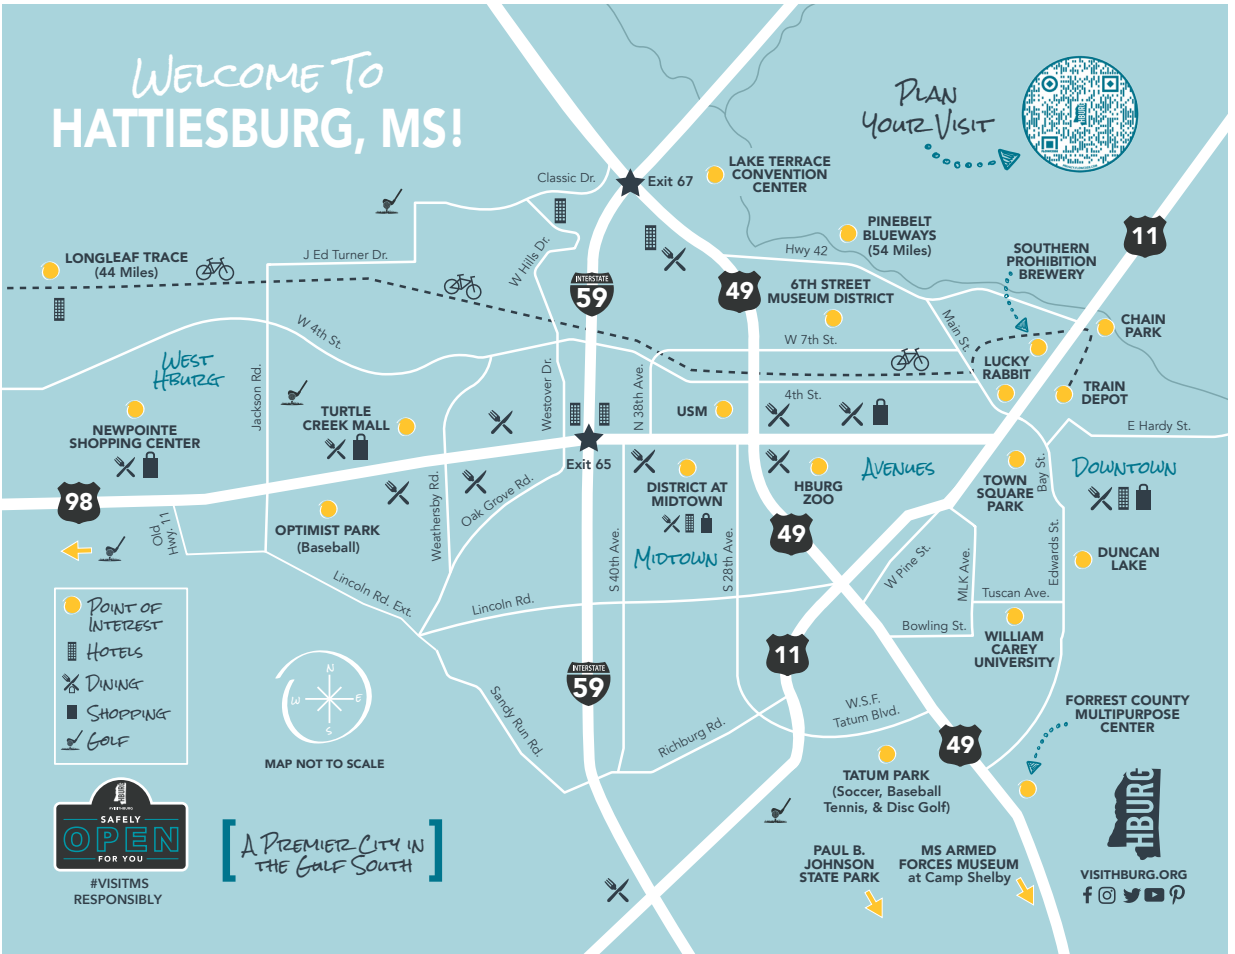 WELCOME TO
HATTIESBURG, MS!
PLAN
YOUR VISIT
Classic Dr.
Exit 67
LAKE TERRACE
CONVENTION
CENTER
PINEBELT
BLUEWAYS
(54 Miles)
11
SOUTHERN
PROHIBITION
BREWERY
LONGLEAF TRACE
(44 Miles)
J Ed Turner Dr.
W Hills Dr.
Hwy 42
INTERSTATE
59
49
6TH STREET
MUSEUM DISTRICT
CHAIN
PARK
W 4th St.
W 7th St.
Main St.
WEST
HBURG
LUCKY
RABBIT
TRAIN
DEPOT
Jackson Rd.
Westover Dr.
N 38th Ave.
4th St.
NEWPOINTE
SHOPPING CENTER
TURTLE
CREEK MALL
USM
E Hardy St.
Exit 65
98
Old
Hwy. 11
OPTIMIST PARK
(Baseball)
Weathersby Rd.
Oak Grove Rd.
DISTRICT AT
MIDTOWN
HBURG
ZOO
AVENUES
TOWN
SQUARE
PARK
Bay St.
DOWNTOWN
MIDTOWN
49
S 40th Ave.
S 28th Ave.
W Pine St.
MLK Ave.
Edwards St.
DUNCAN
LAKE
Lincoln Rd. Ext.
Lincoln Rd.
Tuscan Ave.
Bowling St.
WILLIAM
CAREY
UNIVERSITY
POINT OF
INTEREST
HOTELS
DINING
SHOPPING
GOLF
N
W
E
S
MAP NOT TO SCALE
INTERSTATE
59
11
Sandy Run Rd.
Richburg Rd.
W.S.F.
Tatum Blvd.
49
FORREST COUNTY
MULTIPURPOSE
CENTER
TATUM PARK
(Soccer, Baseball
Tennis, & Disc Golf)
PAUL B.
JOHNSON
STATE PARK
MS ARMED
FORCES MUSEUM
at Camp Shelby
HBURG
#VISITHBURG
SAFELY
OPEN
FOR YOU
#VISITMS
RESPONSIBLY
A PREMIER CITY IN
THE GULF SOUTH
HBURG
VISITHBURG.ORG